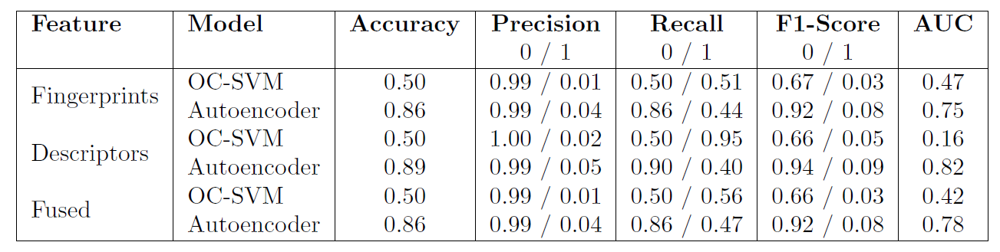 Feature Model Accuracy Precision Recall F1-Score AUC
0 / 1 0 / 1 0 / 1
Fingerprints OC-SVM 0.50 0.99 / 0.01 0.50 / 0.51 0.67 / 0.03 0.47
Autoencoder 0.86 0.99 / 0.04 0.86 / 0.44 0.92 / 0.08 0.75
Descriptors OC-SVM 0.50 1.00 / 0.02 0.50 / 0.95 0.66 / 0.05 0.16
Autoencoder 0.89 0.99 / 0.05 0.90 / 0.40 0.94 / 0.09 0.82
Fused OC-SVM 0.50 0.99 / 0.01 0.50 / 0.56 0.66 / 0.03 0.42
Autoencoder 0.86 0.99 / 0.04 0.86 / 0.47 0.92 / 0.08 0.78